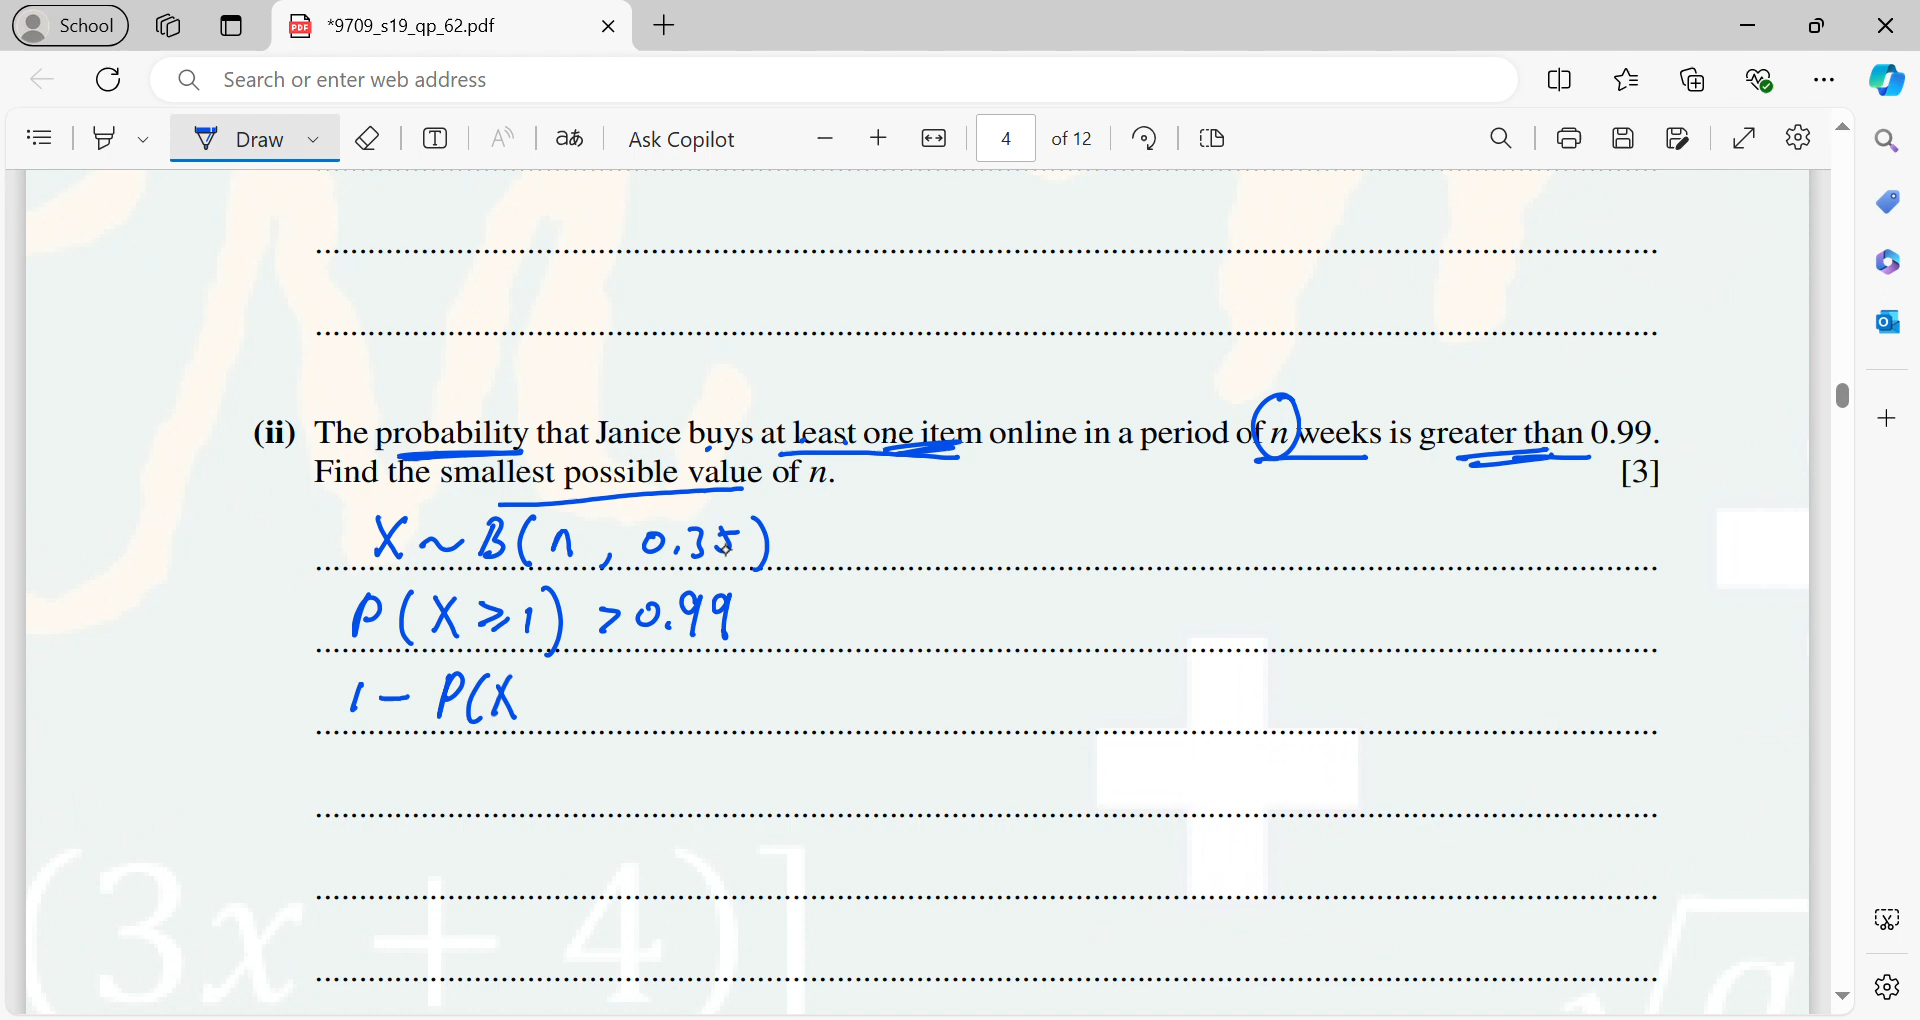 School
*9709_s19_qp_62.pdf
Search or enter web address
Draw
Ask Copilot
4 of 12
(ii) The probability that Janice buys at least one item online in a period of n weeks is greater than 0.99.
Find the smallest possible value of n. [3]
X ~ B(n, 0.35)
P(X ⩾ 1) > 0.99
1 - P(X
(3x + 4)]
√a